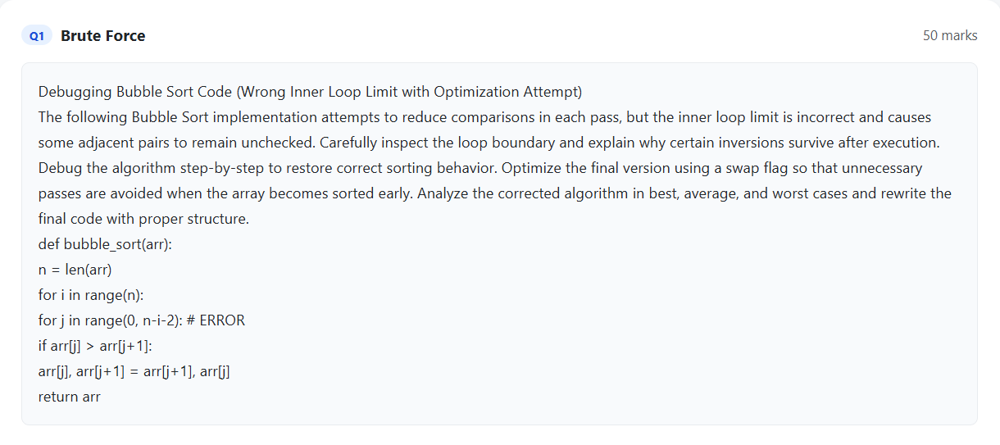 Q1 Brute Force 50 marks
Debugging Bubble Sort Code (Wrong Inner Loop Limit with Optimization Attempt)
The following Bubble Sort implementation attempts to reduce comparisons in each pass, but the inner loop limit is incorrect and causes
some adjacent pairs to remain unchecked. Carefully inspect the loop boundary and explain why certain inversions survive after execution.
Debug the algorithm step-by-step to restore correct sorting behavior. Optimize the final version using a swap flag so that unnecessary
passes are avoided when the array becomes sorted early. Analyze the corrected algorithm in best, average, and worst cases and rewrite the
final code with proper structure.
def bubble_sort(arr):
n = len(arr)
for i in range(n):
for j in range(0, n-i-2): # ERROR
if arr[j] > arr[j+1]:
arr[j], arr[j+1] = arr[j+1], arr[j]
return arr